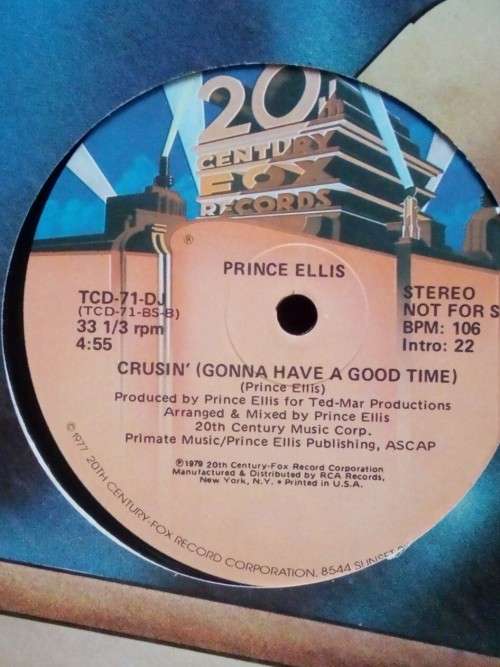 20th
CENTURY
FOX
RECORDS
®
PRINCE ELLIS
TCD-71-DJ
(TCD-71-BS-B)
33 1/3 rpm
4:55
STEREO
NOT FOR S
BPM: 106
Intro: 22
CRUSIN' (GONNA HAVE A GOOD TIME)
(Prince Ellis)
Produced by Prince Ellis for Ted-Mar Productions
Arranged & Mixed by Prince Ellis
20th Century Music Corp.
Primate Music/Prince Ellis Publishing, ASCAP
℗ 1979 20th Century-Fox Record Corporation
Manufactured & Distributed by RCA Records,
New York, N.Y. • Printed in U.S.A.
©1977 20TH CENTURY-FOX RECORD CORPORATION, 8544 SUNSET